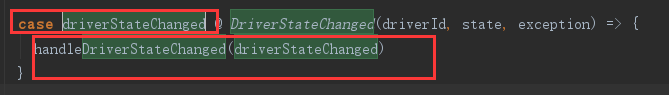 case driverStateChanged @ DriverStateChanged(driverId, state, exception) => {
handleDriverStateChanged(driverStateChanged)
}